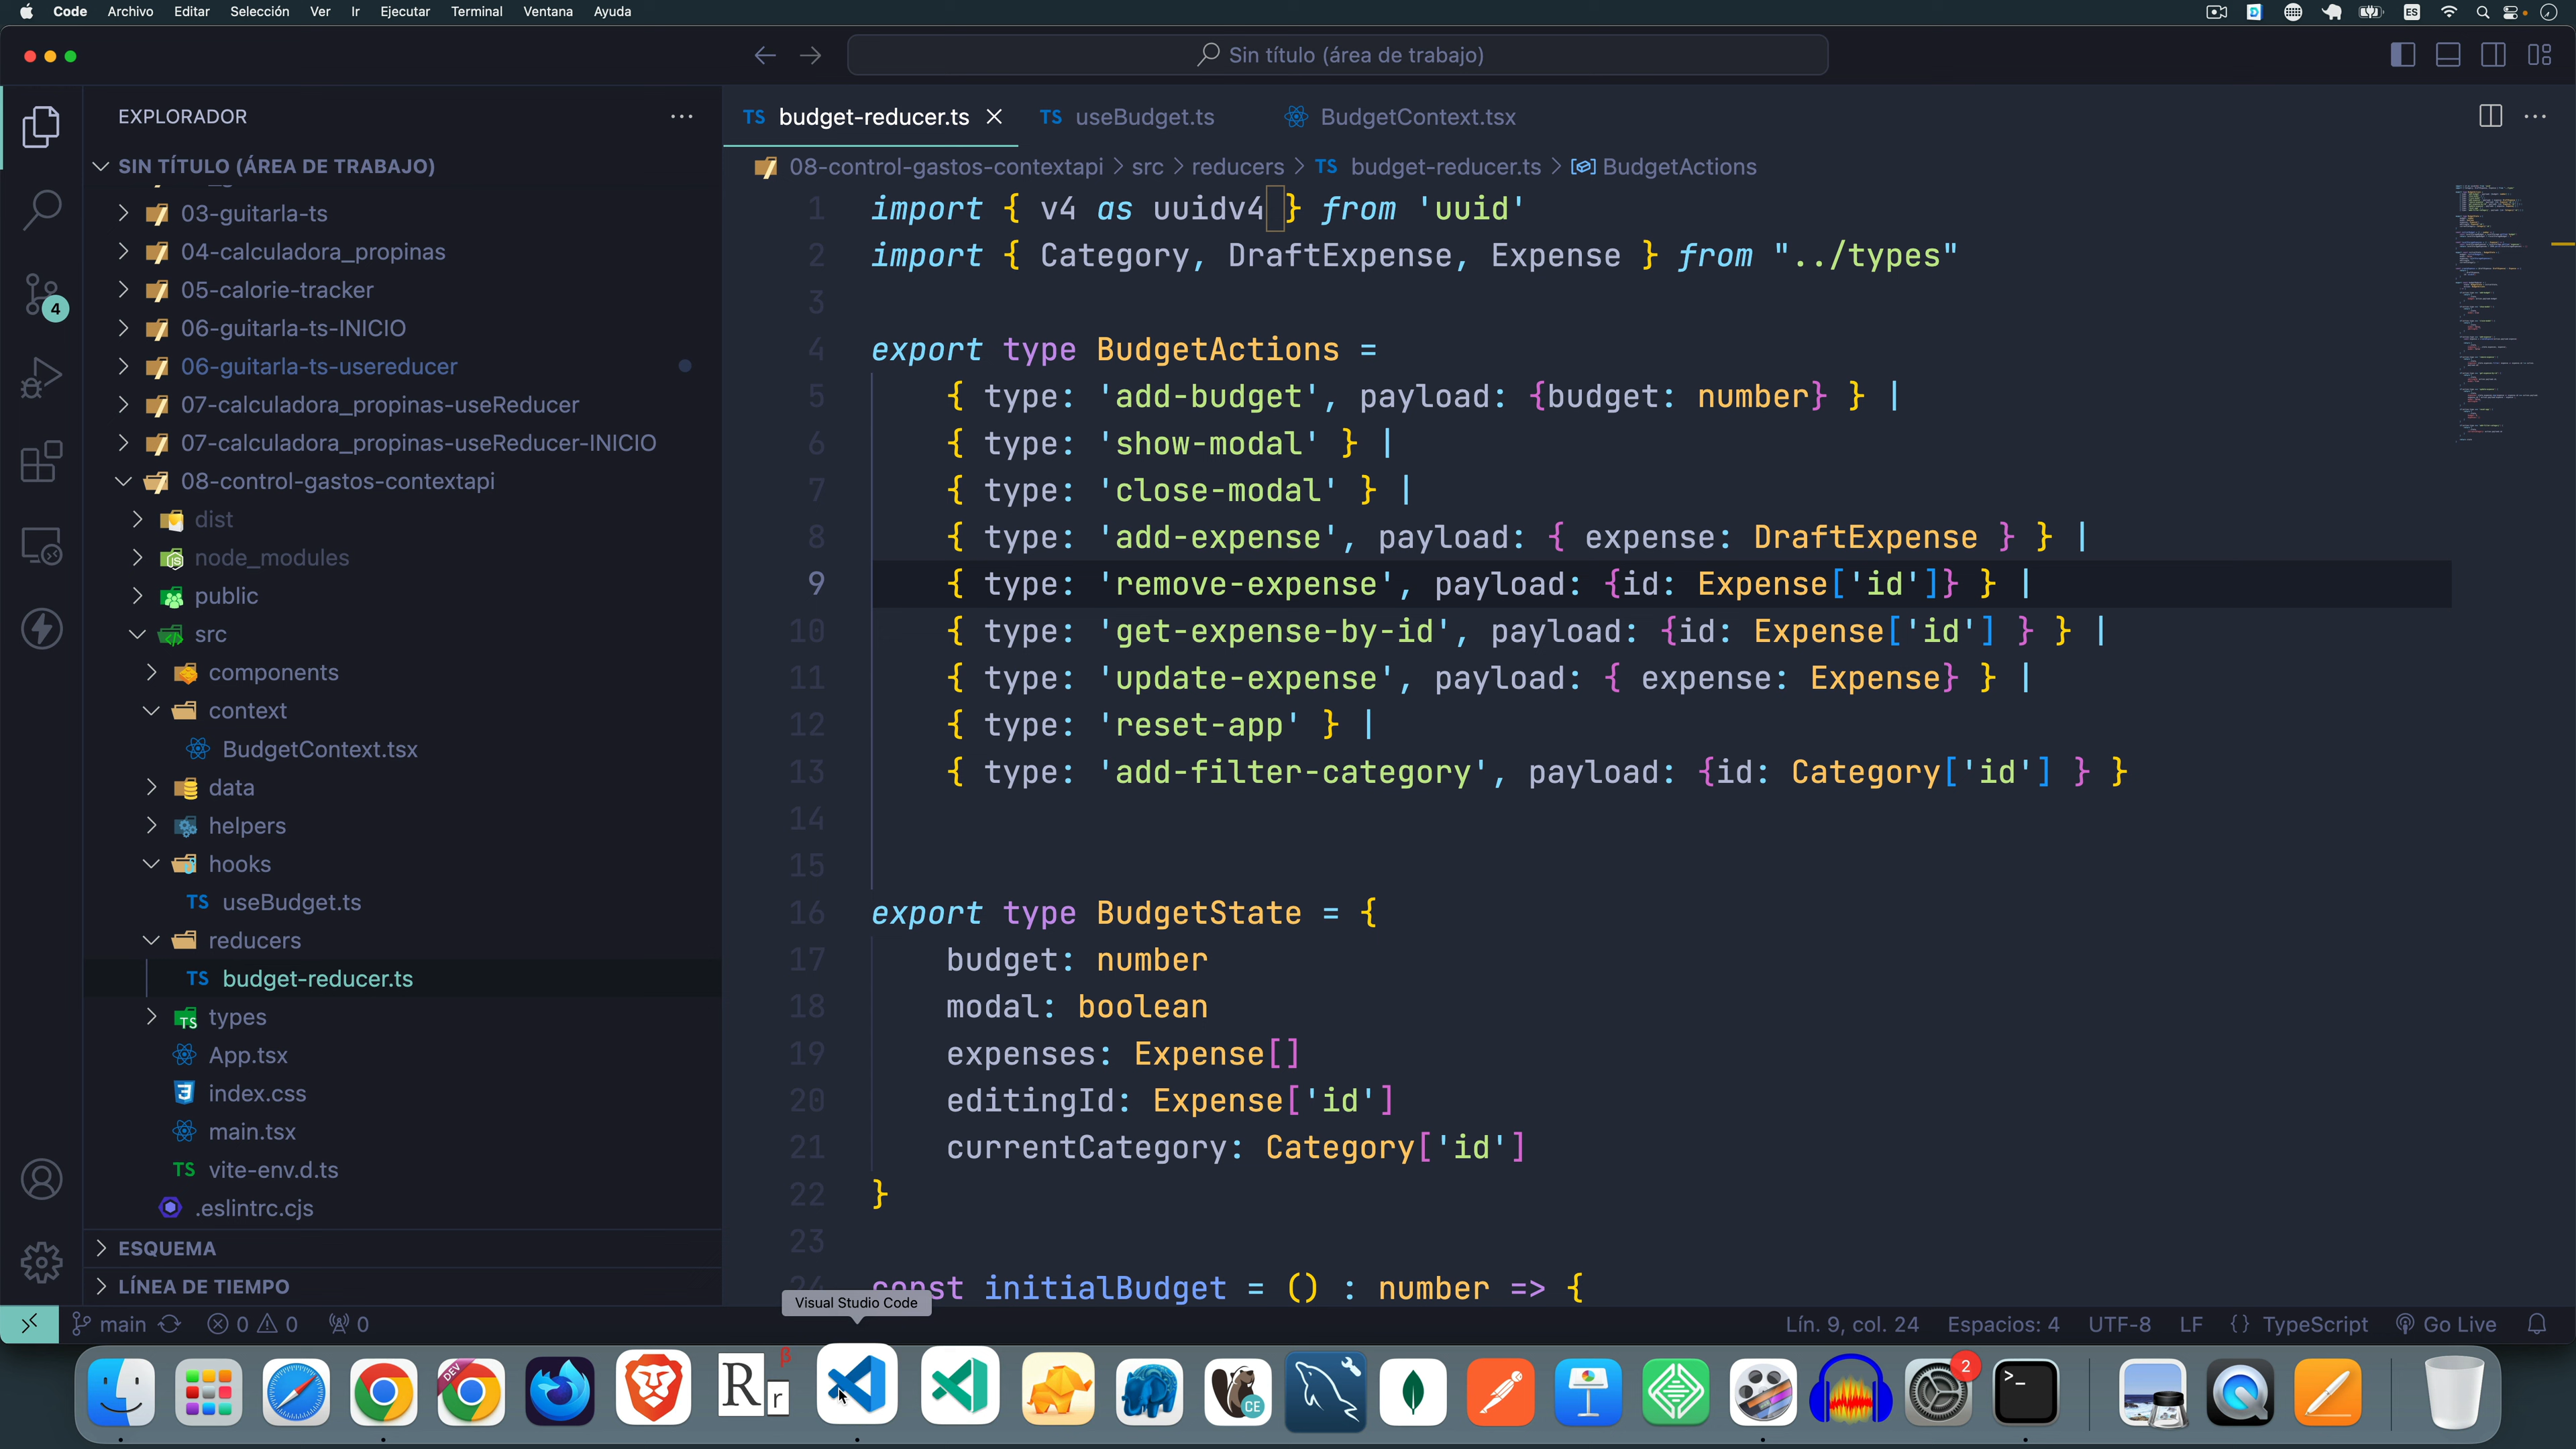 Code Archivo Editar Selección Ver Ir Ejecutar Terminal Ventana Ayuda
ES
Sin título (área de trabajo)
EXPLORADOR
SIN TÍTULO (ÁREA DE TRABAJO)
03-guitarla-ts
04-calculadora_propinas
05-calorie-tracker
06-guitarla-ts-INICIO
06-guitarla-ts-usereducer
07-calculadora_propinas-useReducer
07-calculadora_propinas-useReducer-INICIO
08-control-gastos-contextapi
dist
node_modules
public
src
components
context
BudgetContext.tsx
data
helpers
hooks
TS useBudget.ts
reducers
TS budget-reducer.ts
types
App.tsx
index.css
main.tsx
TS vite-env.d.ts
.eslintrc.cjs
ESQUEMA
LÍNEA DE TIEMPO
4
TS budget-reducer.ts TS useBudget.ts BudgetContext.tsx
08-control-gastos-contextapi > src > reducers > TS budget-reducer.ts > BudgetActions
1 import { v4 as uuidv4 } from 'uuid'
2 import { Category, DraftExpense, Expense } from "../types"
3
4 export type BudgetActions =
5 { type: 'add-budget', payload: {budget: number} } |
6 { type: 'show-modal' } |
7 { type: 'close-modal' } |
8 { type: 'add-expense', payload: { expense: DraftExpense } } |
9 { type: 'remove-expense', payload: {id: Expense['id']} } |
10 { type: 'get-expense-by-id', payload: {id: Expense['id'] } } |
11 { type: 'update-expense', payload: { expense: Expense} } |
12 { type: 'reset-app' } |
13 { type: 'add-filter-category', payload: {id: Category['id'] } }
14
15
16 export type BudgetState = {
17 budget: number
18 modal: boolean
19 expenses: Expense[]
20 editingId: Expense['id']
21 currentCategory: Category['id']
22 }
23
24 const initialBudget = () : number => {
Visual Studio Code
main 0 0 0 Lín. 9, col. 24 Espacios: 4 UTF-8 LF {} TypeScript Go Live
DEV
R r β
CE
2